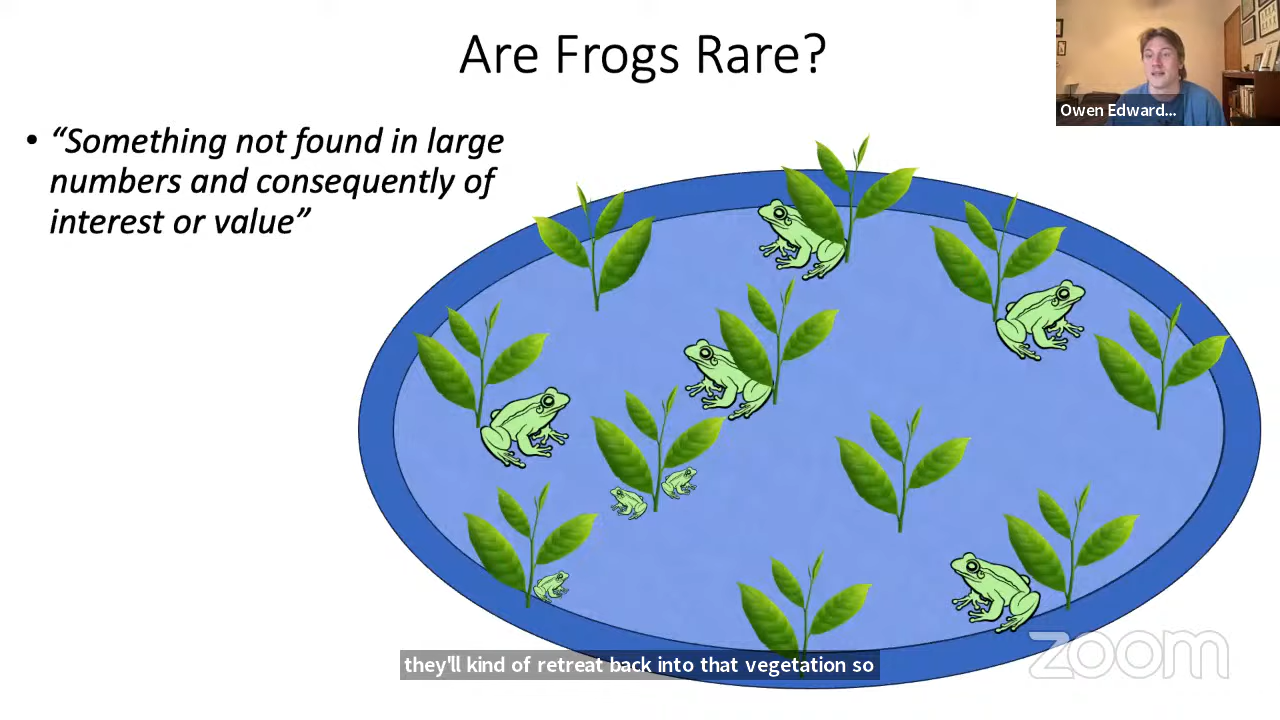 Are Frogs Rare?
Owen Edward...
• “Something not found in large
numbers and consequently of
interest or value”
they'll kind of retreat back into that vegetation so
zoom